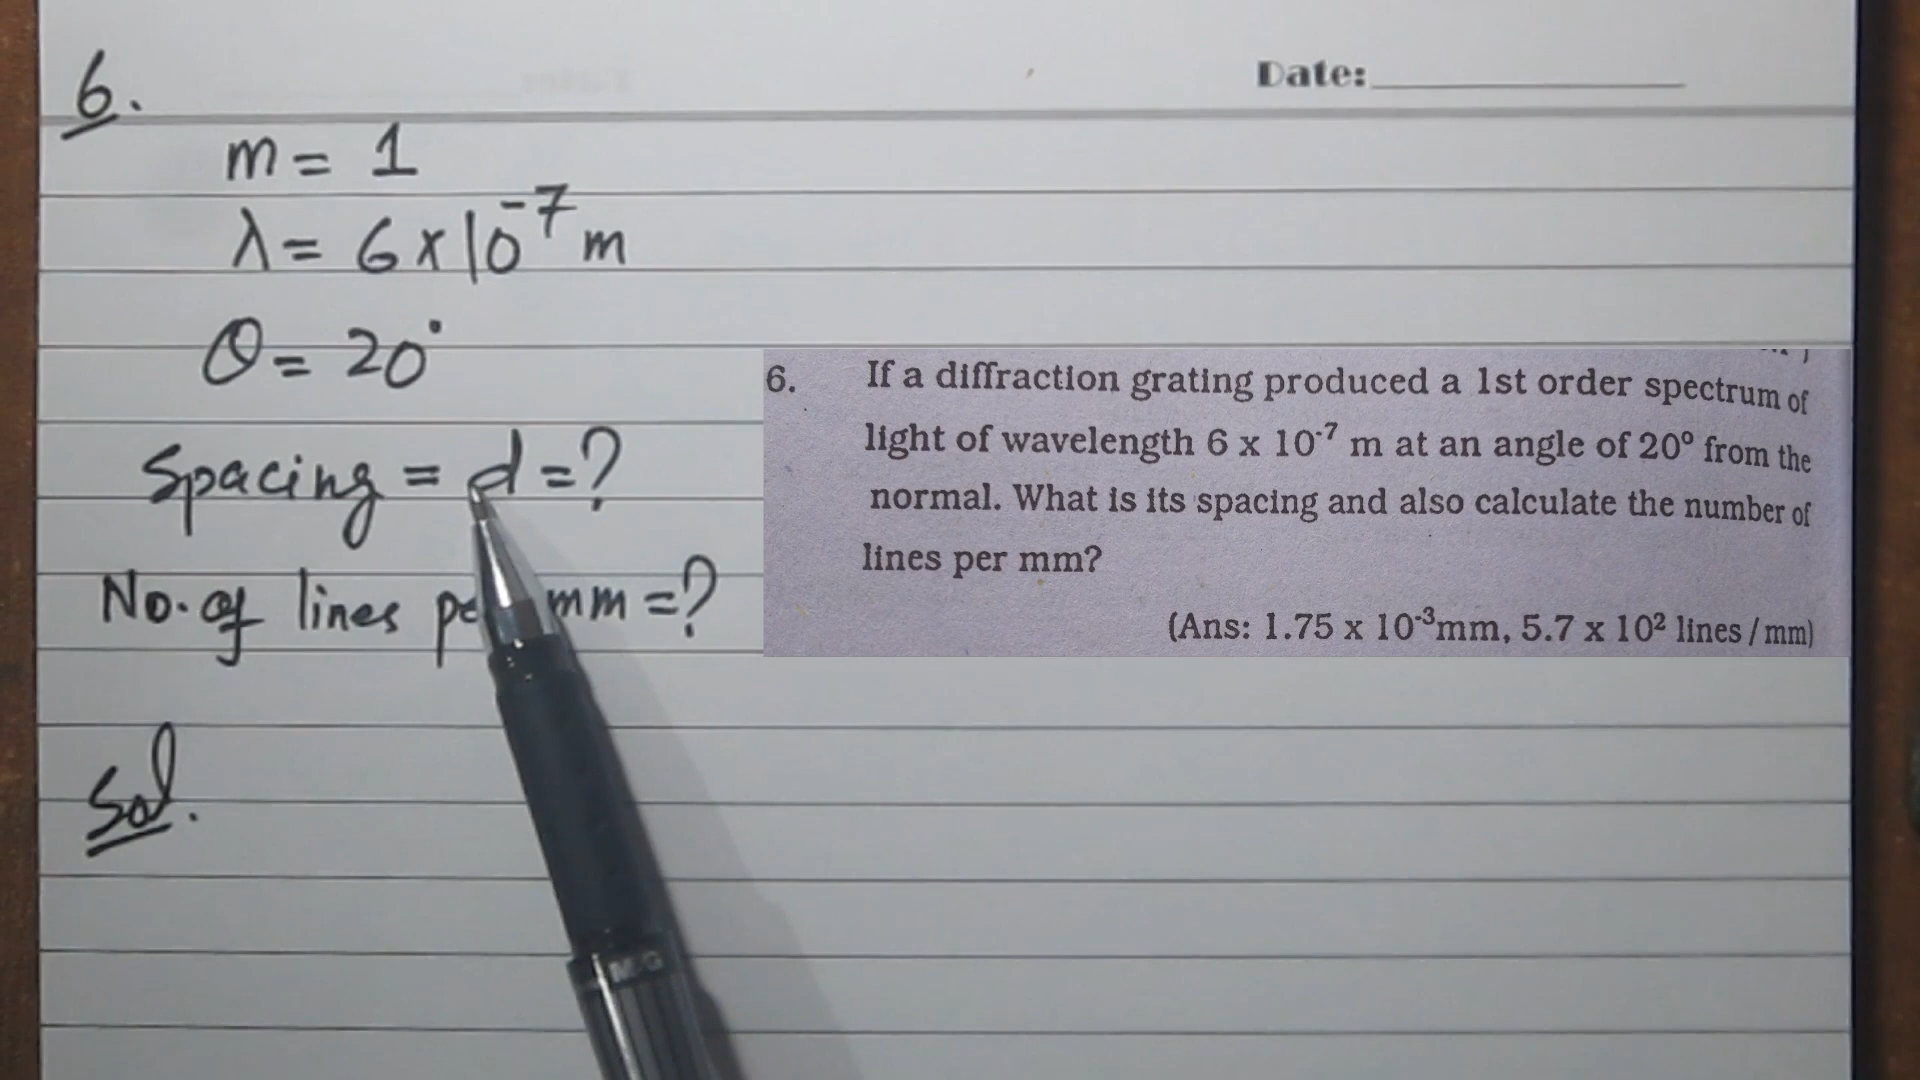 Date:
6.
m = 1
λ = 6 x 10⁻⁷ m
θ = 20°
Spacing = d = ?
No. of lines pe mm = ?
Sol.
6. If a diffraction grating produced a 1st order spectrum of
light of wavelength 6 x 10⁻⁷ m at an angle of 20° from the
normal. What is its spacing and also calculate the number of
lines per mm?
(Ans: 1.75 x 10⁻³mm, 5.7 x 10² lines / mm)
M&G